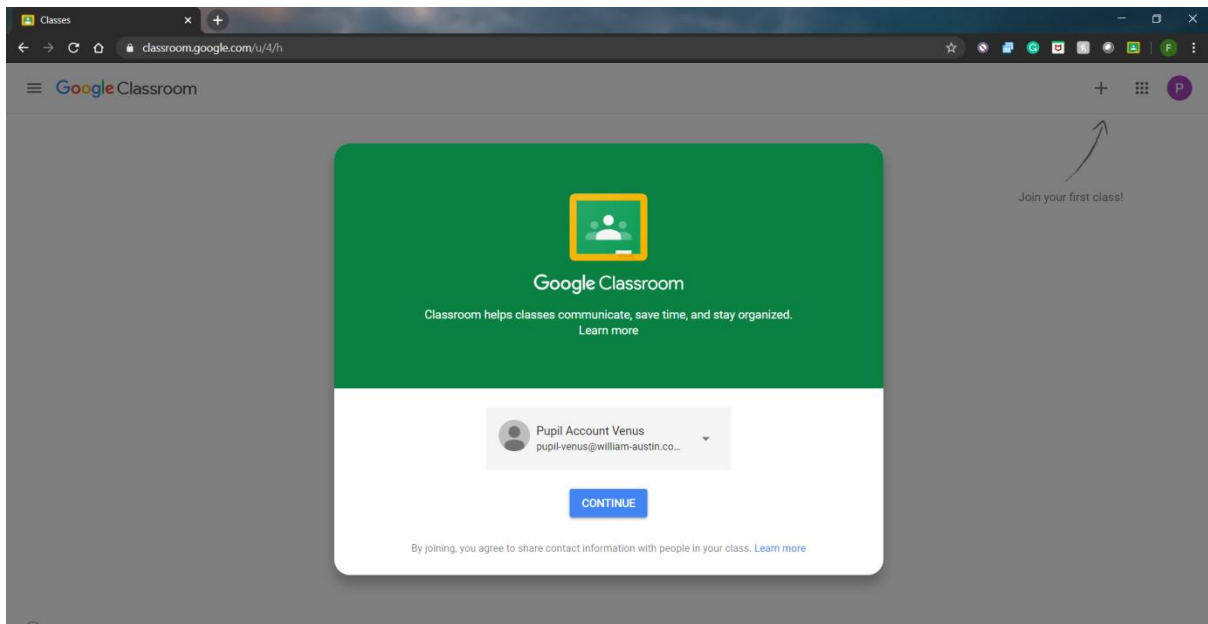 Classes
classroom.google.com/u/4/h
F
Google Classroom
P
Join your first class!
Google Classroom
Classroom helps classes communicate, save time, and stay organized.
Learn more
Pupil Account Venus
pupil-venus@william-austin.co...
CONTINUE
By joining, you agree to share contact information with people in your class. Learn more